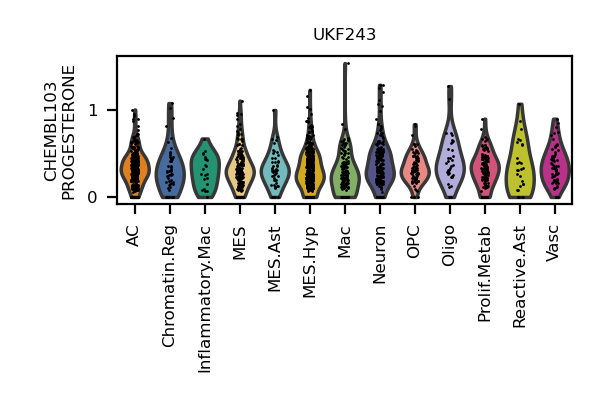 UKF243
CHEMBL103
PROGESTERONE
1
0
AC
Chromatin.Reg
Inflammatory.Mac
MES
MES.Ast
MES.Hyp
Mac
Neuron
OPC
Oligo
Prolif.Metab
Reactive.Ast
Vasc